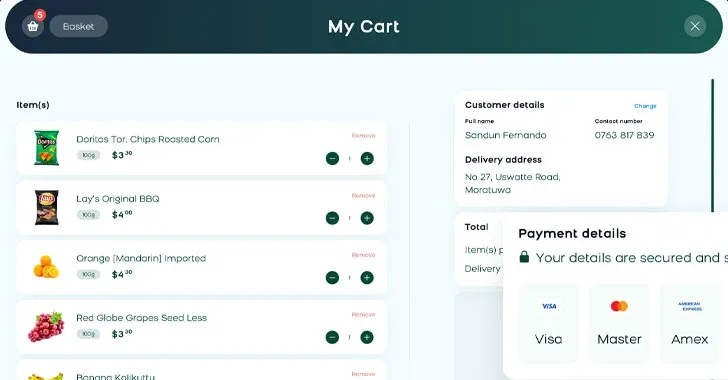 5
Basket
My Cart
Item(s)
Doritos Tor. Chips Roasted Corn
Remove
100g
$3.30
1
Lay's Original BBQ
Remove
100g
$4.00
1
Orange [Mandarin] Imported
Remove
100g
$4.30
1
Red Globe Grapes Seed Less
Remove
100g
$3.30
1
Banana Kolikuttu
Remove
Customer details
Change
Full name
Contact number
Sandun Fernando
0763 817 839
Delivery address
No 27, Uswatte Road,
Moratuwa
Total
Item(s) p
Delivery
Payment details
Your details are secured and s
VISA
Visa
Master
AMERICAN
EXPRESS
Amex